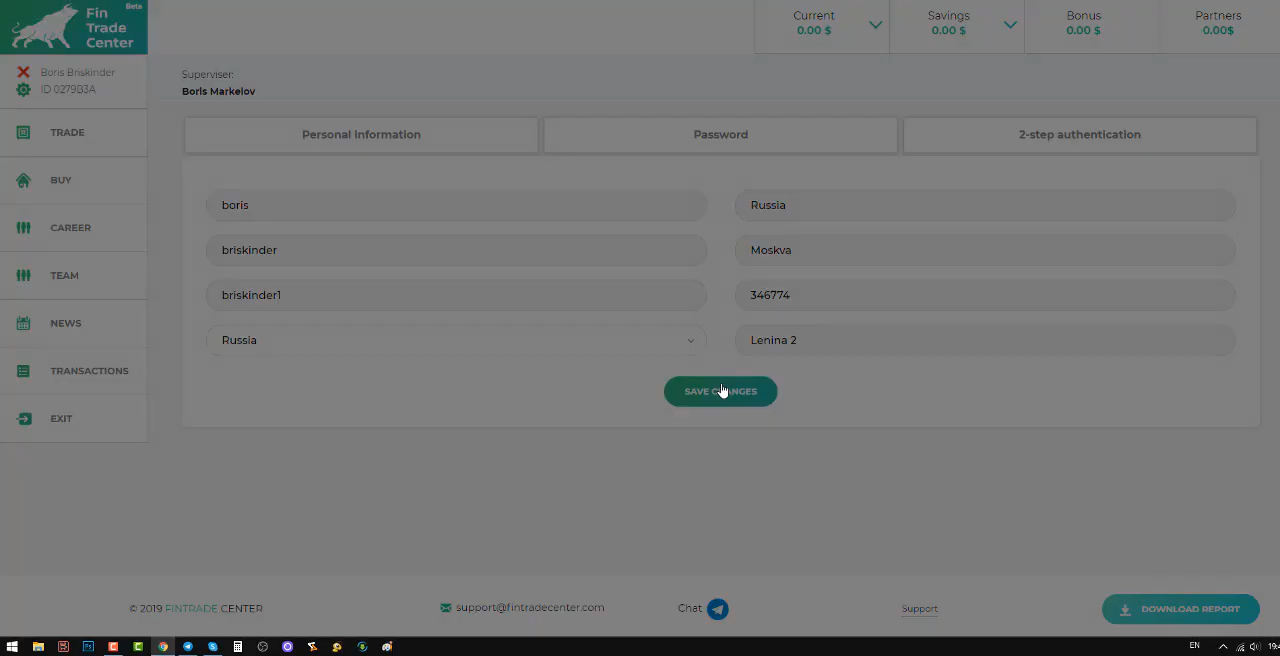 Beta
Fin
Trade
Center
Current
0.00 $
Savings
0.00 $
Bonus
0.00 $
Partners
0.00$
Boris Briskinder
ID 0279B3A
Superviser:
Boris Markelov
TRADE
BUY
CAREER
TEAM
NEWS
TRANSACTIONS
EXIT
Personal information
Password
2-step authentication
boris
Russia
briskinder
Moskva
briskinder1
346774
Russia
Lenina 2
SAVE CHANGES
© 2019 FINTRADE CENTER
support@fintradecenter.com
Chat
Support
DOWNLOAD REPORT
EN